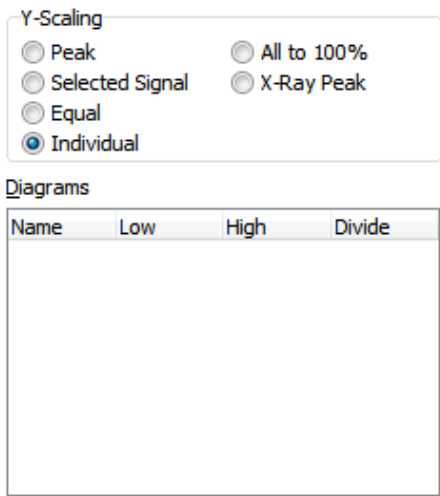 Y-Scaling
Peak
All to 100%
Selected Signal
X-Ray Peak
Equal
Individual
Diagrams
Name Low High Divide